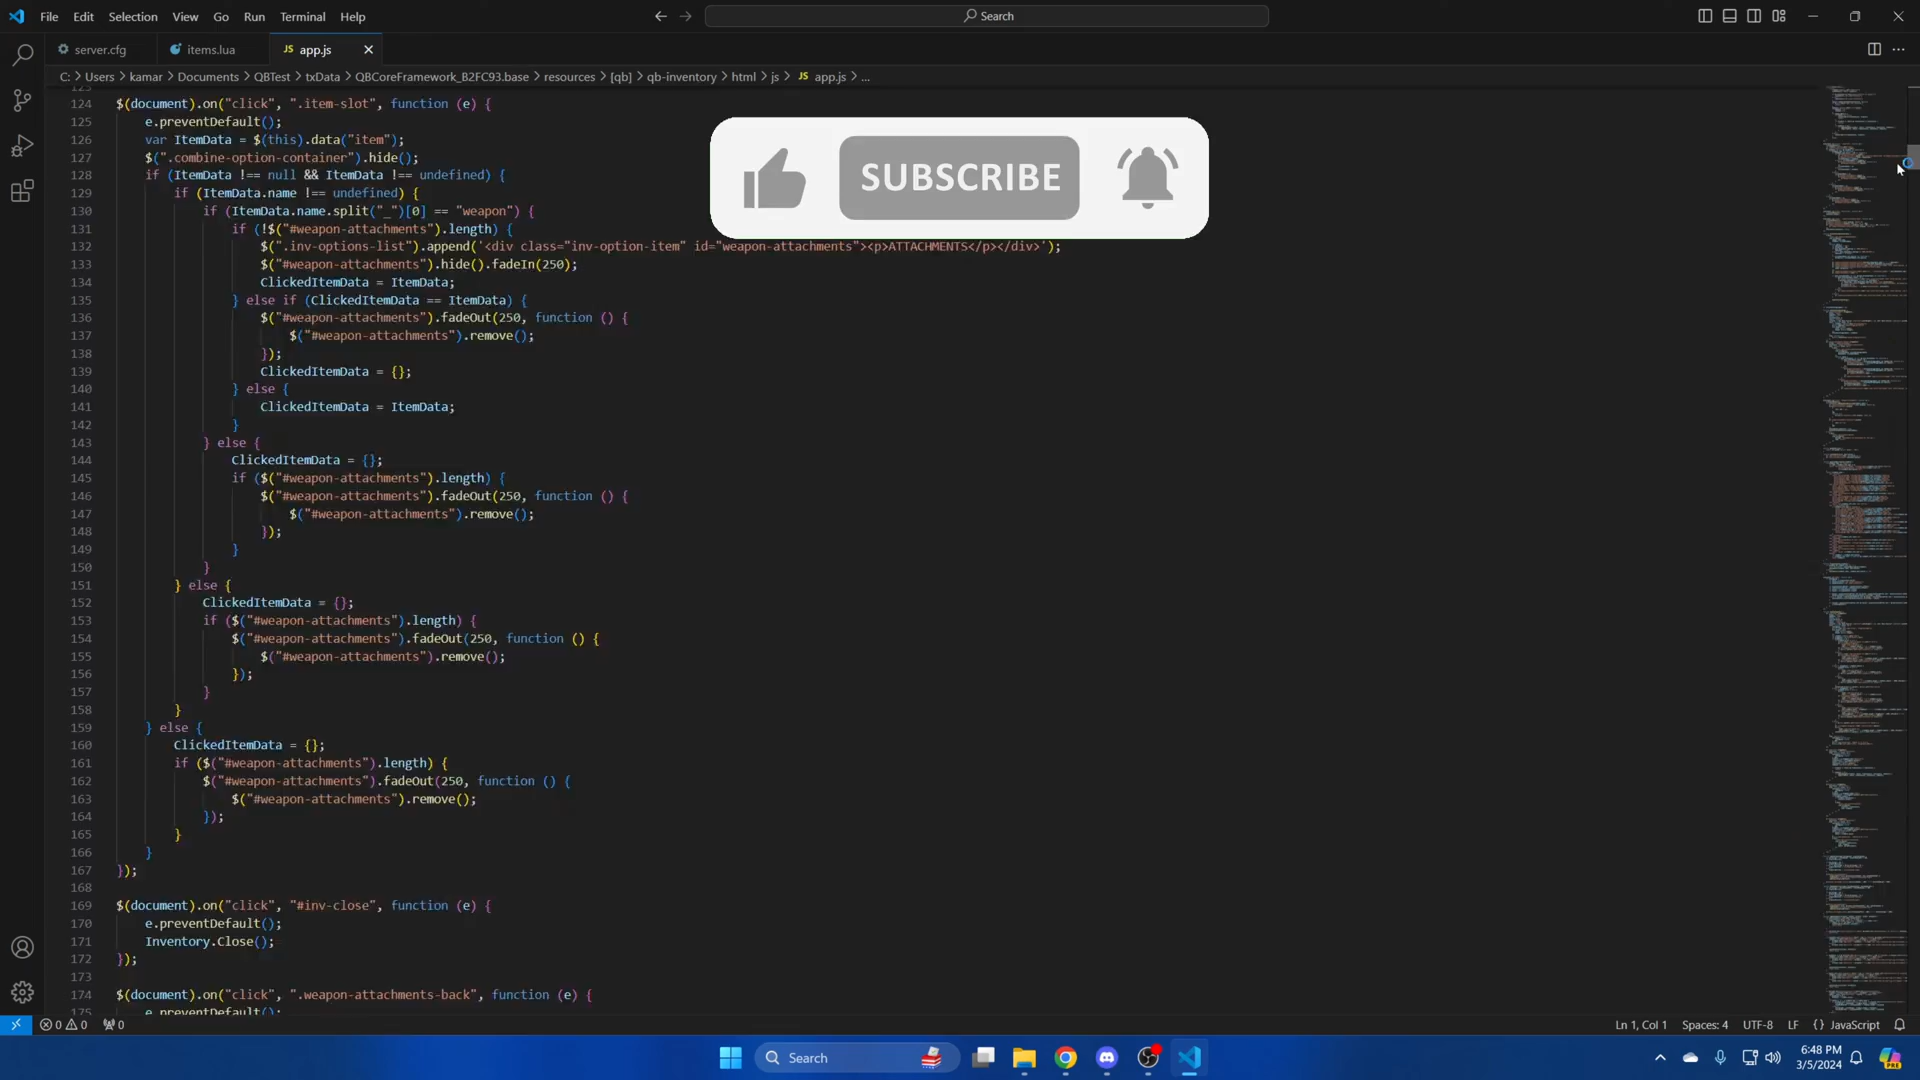 File Edit Selection View Go Run Terminal Help
Search
server.cfg items.lua JS app.js
C: > Users > kamar > Documents > QBTest > txData > QBCoreFramework_B2FC93.base > resources > [qb] > qb-inventory > html > js > JS app.js > ...
124 $(document).on("click", ".item-slot", function (e) {
125 e.preventDefault();
126 var ItemData = $(this).data("item");
127 $(".combine-option-container").hide();
128 if (ItemData !== null && ItemData !== undefined) {
129 if (ItemData.name !== undefined) {
130 if (ItemData.name.split("_")[0] == "weapon") {
131 if (!$("#weapon-attachments").length) {
132 $(".inv-options-list").append('<div class="inv-option-item" id="weapon-attachments"><p>ATTACHMENTS</p></div>');
133 $("#weapon-attachments").hide().fadeIn(250);
134 ClickedItemData = ItemData;
135 } else if (ClickedItemData == ItemData) {
136 $("#weapon-attachments").fadeOut(250, function () {
137 $("#weapon-attachments").remove();
138 });
139 ClickedItemData = {};
140 } else {
141 ClickedItemData = ItemData;
142 }
143 } else {
144 ClickedItemData = {};
145 if ($("#weapon-attachments").length) {
146 $("#weapon-attachments").fadeOut(250, function () {
147 $("#weapon-attachments").remove();
148 });
149 }
150 }
151 } else {
152 ClickedItemData = {};
153 if ($("#weapon-attachments").length) {
154 $("#weapon-attachments").fadeOut(250, function () {
155 $("#weapon-attachments").remove();
156 });
157 }
158 }
159 } else {
160 ClickedItemData = {};
161 if ($("#weapon-attachments").length) {
162 $("#weapon-attachments").fadeOut(250, function () {
163 $("#weapon-attachments").remove();
164 });
165 }
166 }
167 });
168
169 $(document).on("click", "#inv-close", function (e) {
170 e.preventDefault();
171 Inventory.Close();
172 });
173
174 $(document).on("click", ".weapon-attachments-back", function (e) {
175 e.preventDefault();
SUBSCRIBE
0 0 0 Ln 1, Col 1 Spaces: 4 UTF-8 LF {} JavaScript
Search
6:48 PM
3/5/2024
PRE